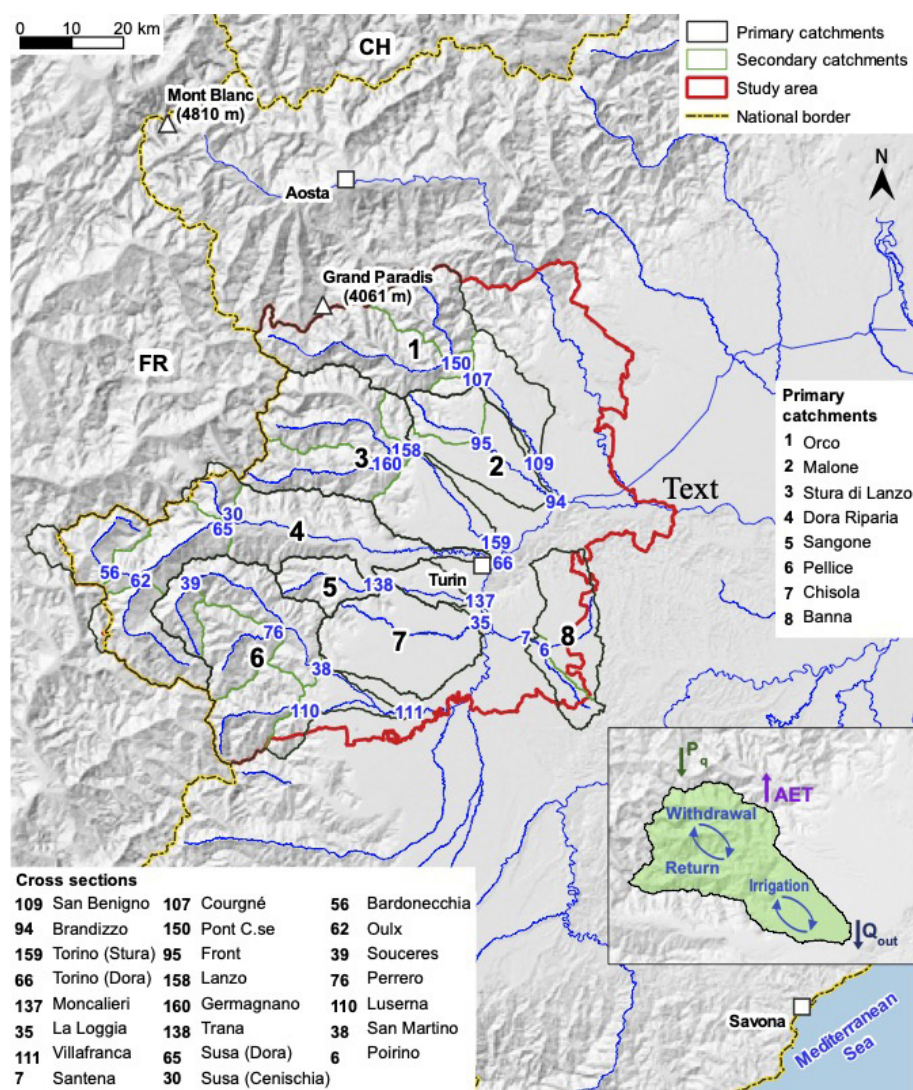 0 10 20 km
CH
Primary catchments
Secondary catchments
Study area
National border
Mont Blanc
(4810 m)
N
Aosta
Grand Paradis
(4061 m)
FR
1
150
107
Primary
catchments
1 Orco
2 Malone
3 Stura di Lanzo
4 Dora Riparia
5 Sangone
6 Pellice
7 Chisola
8 Banna
95
158
3
160
2
109
94
Text
30
65
4
159
66
56
62
39
5
138
Turin
137
35
76
7
8
7
6
6
38
110
111
Pq
AET
Withdrawal
Return
Irrigation
Qout
Cross sections
109 San Benigno 107 Courgné 56 Bardonecchia
94 Brandizzo 150 Pont C.se 62 Oulx
159 Torino (Stura) 95 Front 39 Souceres
66 Torino (Dora) 158 Lanzo 76 Perrero
137 Moncalieri 160 Germagnano 110 Luserna
35 La Loggia 138 Trana 38 San Martino
111 Villafranca 65 Susa (Dora) 6 Poirino
7 Santena 30 Susa (Cenischia)
Savona
Mediterranean
Sea